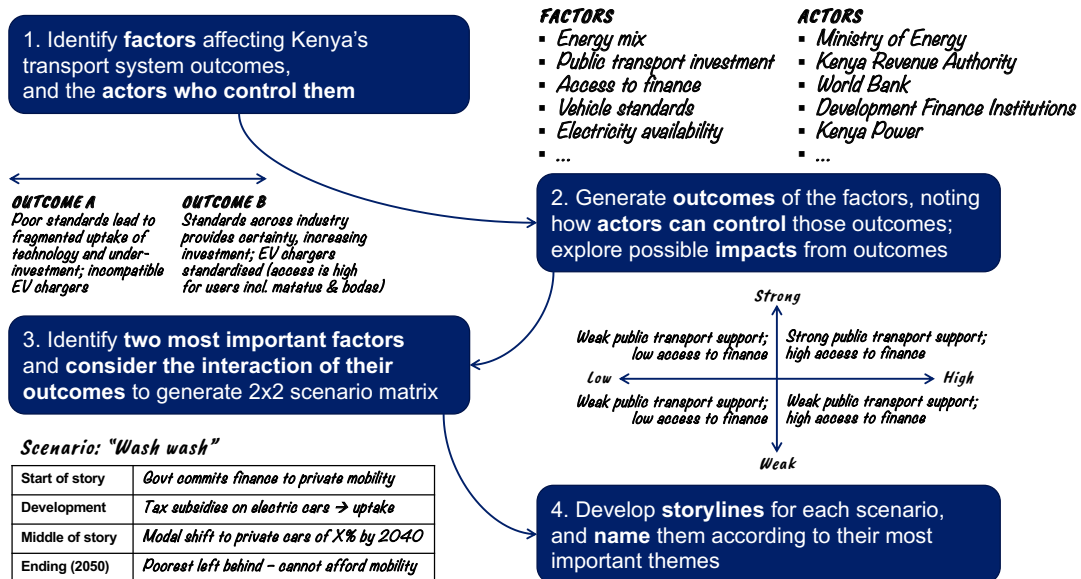 1. Identify factors affecting Kenya's
transport system outcomes,
and the actors who control them
FACTORS
▪ Energy mix
▪ Public transport investment
▪ Access to finance
▪ Vehicle standards
▪ Electricity availability
▪ ...
ACTORS
▪ Ministry of Energy
▪ Kenya Revenue Authority
▪ World Bank
▪ Development Finance Institutions
▪ Kenya Power
▪ ...
OUTCOME A
Poor standards lead to
fragmented uptake of
technology and under-
investment; incompatible
EV chargers
OUTCOME B
Standards across industry
provides certainty, increasing
investment; EV chargers
standardised (access is high
for users incl. matatus & bodas)
2. Generate outcomes of the factors, noting
how actors can control those outcomes;
explore possible impacts from outcomes
3. Identify two most important factors
and consider the interaction of their
outcomes to generate 2x2 scenario matrix
Strong
Weak public transport support;
low access to finance
Strong public transport support;
high access to finance
Low
High
Weak public transport support;
low access to finance
Weak public transport support;
high access to finance
Weak
Scenario: "Wash wash"
Start of story Govt commits finance to private mobility
Development Tax subsidies on electric cars → uptake
Middle of story Modal shift to private cars of X% by 2040
Ending (2050) Poorest left behind – cannot afford mobility
4. Develop storylines for each scenario,
and name them according to their most
important themes